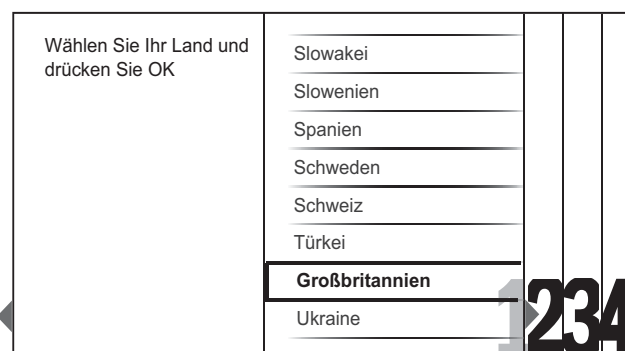 Wählen Sie Ihr Land und
drücken Sie OK
Slowakei
Slowenien
Spanien
Schweden
Schweiz
Türkei
Großbritannien
Ukraine
1234